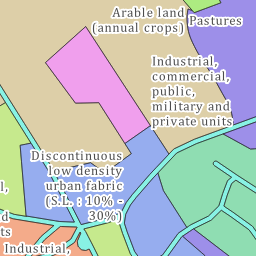 Arable land
(annual crops)
Pastures
Industrial,
commercial,
public,
military and
private units
Discontinuous
low density
urban fabric
(S.L. : 10% -
30%)
Industrial,